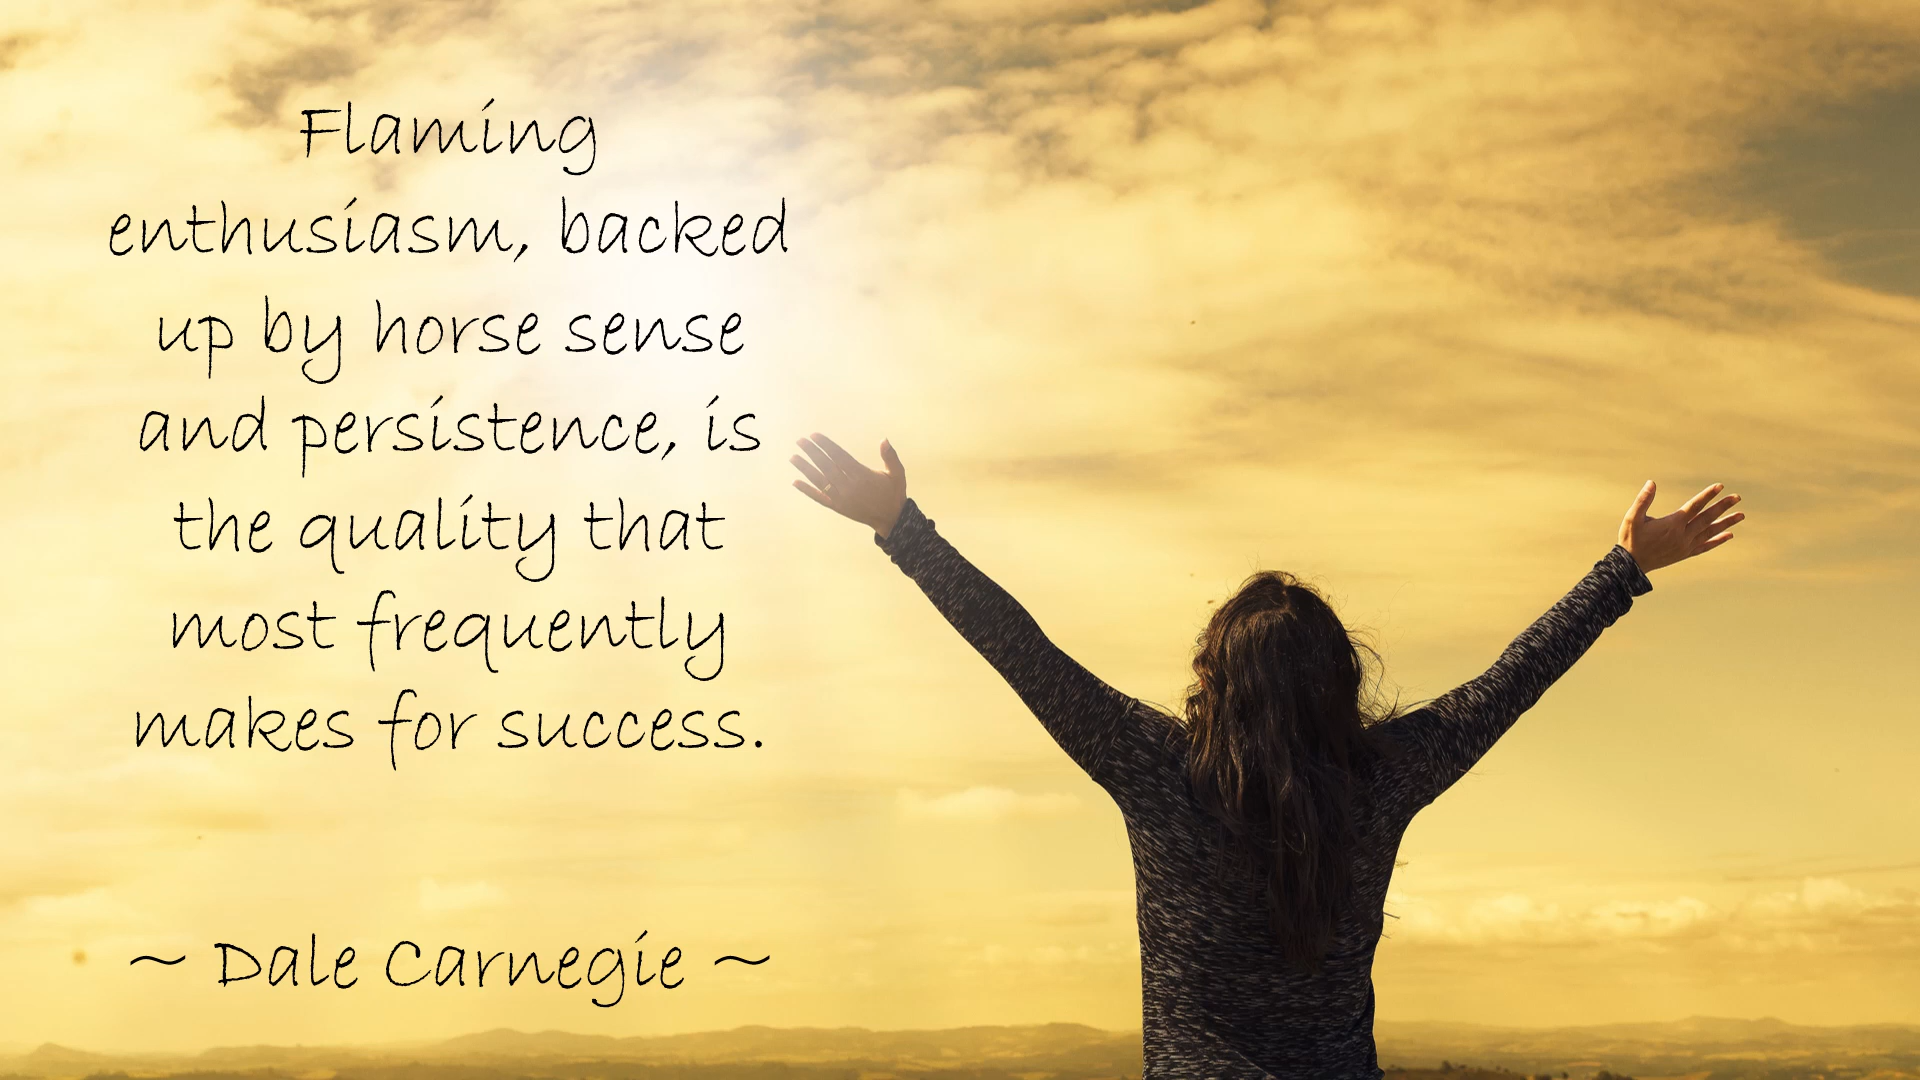 Flaming
enthusiasm, backed
up by horse sense
and persistence, is
the quality that
most frequently
makes for success.
~ Dale Carnegie ~